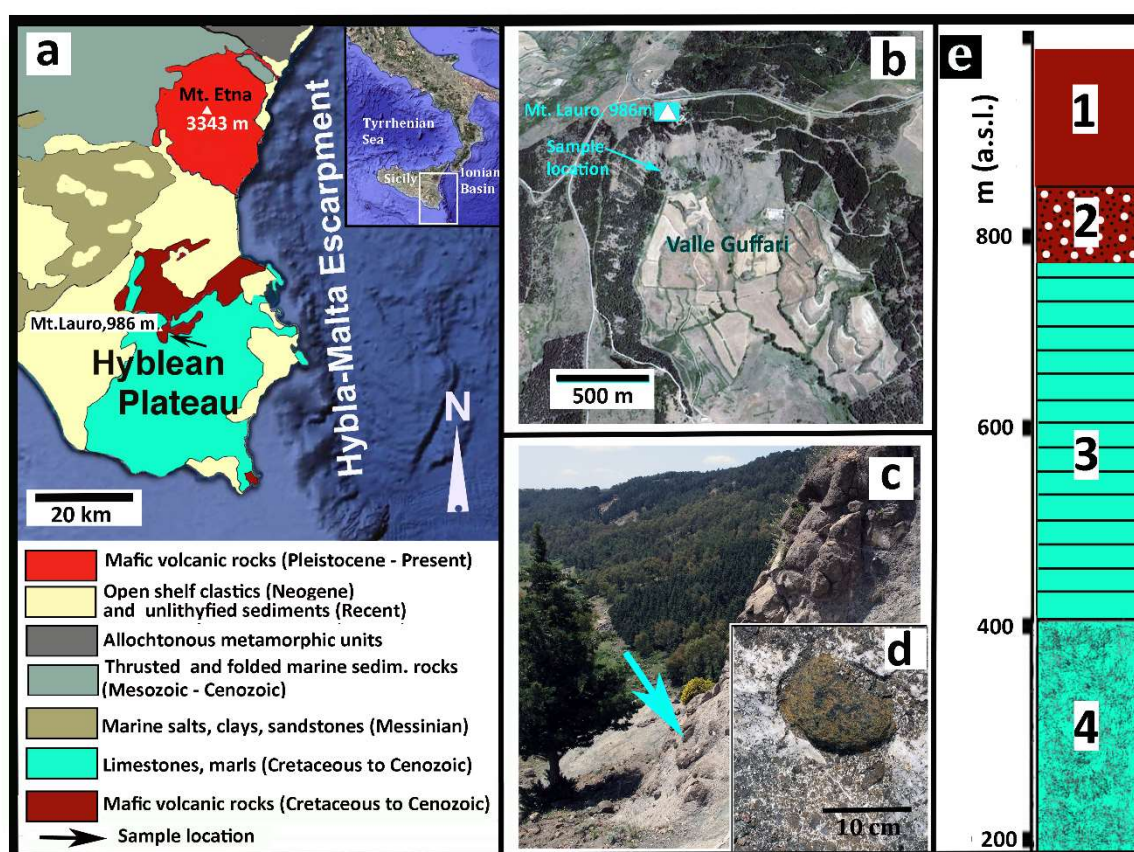 a
Mt. Etna
3343 m
Tyrrhenian
Sea
Sicily
Ionian
Basin
Hybla-Malta Escarpment
Mt.Lauro,986 m
Hyblean
Plateau
N
20 km
Mafic volcanic rocks (Pleistocene - Present)
Open shelf clastics (Neogene)
and unlithyfied sediments (Recent)
Allochtonous metamorphic units
Thrusted and folded marine sedim. rocks
(Mesozoic - Cenozoic)
Marine salts, clays, sandstones (Messinian)
Limestones, marls (Cretaceous to Cenozoic)
Mafic volcanic rocks (Cretaceous to Cenozoic)
Sample location
b
Mt. Lauro, 986m
Sample
location
Valle Guffari
500 m
c
d
10 cm
e
m (a.s.l.)
800
600
400
200
1
2
3
4